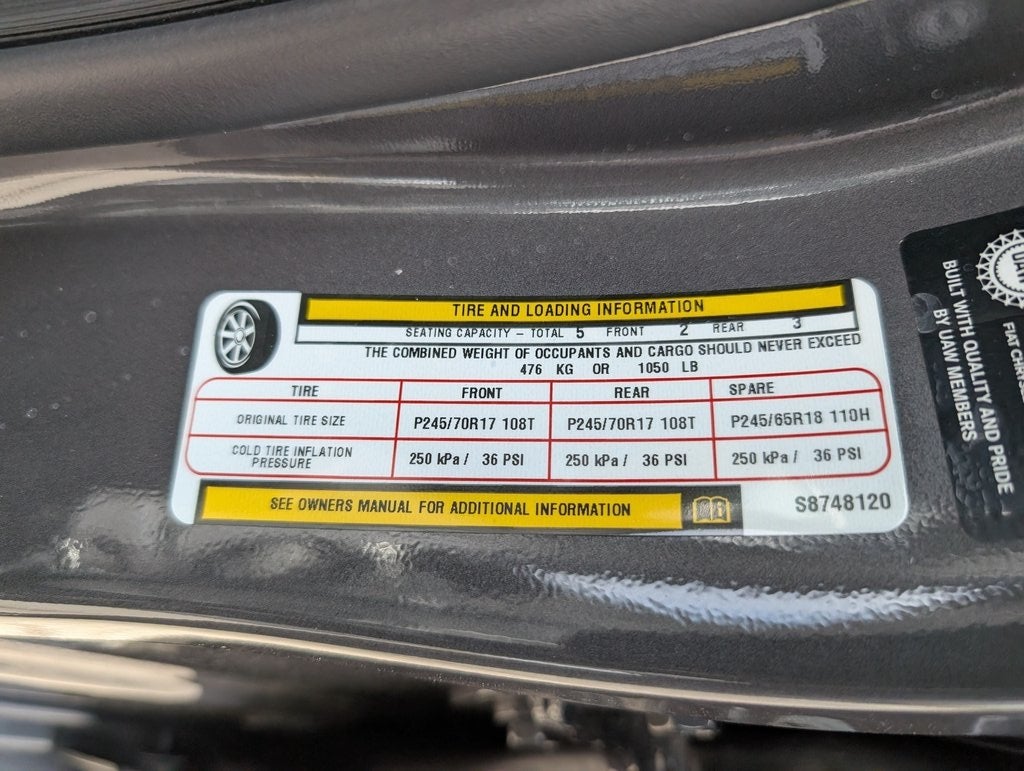 TIRE AND LOADING INFORMATION
SEATING CAPACITY – TOTAL 5 FRONT 2 REAR 3
THE COMBINED WEIGHT OF OCCUPANTS AND CARGO SHOULD NEVER EXCEED
476 KG OR 1050 LB
TIRE FRONT REAR SPARE
ORIGINAL TIRE SIZE P245/70R17 108T P245/70R17 108T P245/65R18 110H
COLD TIRE INFLATION
PRESSURE 250 kPa / 36 PSI 250 kPa / 36 PSI 250 kPa / 36 PSI
SEE OWNERS MANUAL FOR ADDITIONAL INFORMATION
S8748120
BUILT WITH QUALITY AND PRIDE
BY UAW MEMBERS
FIAT